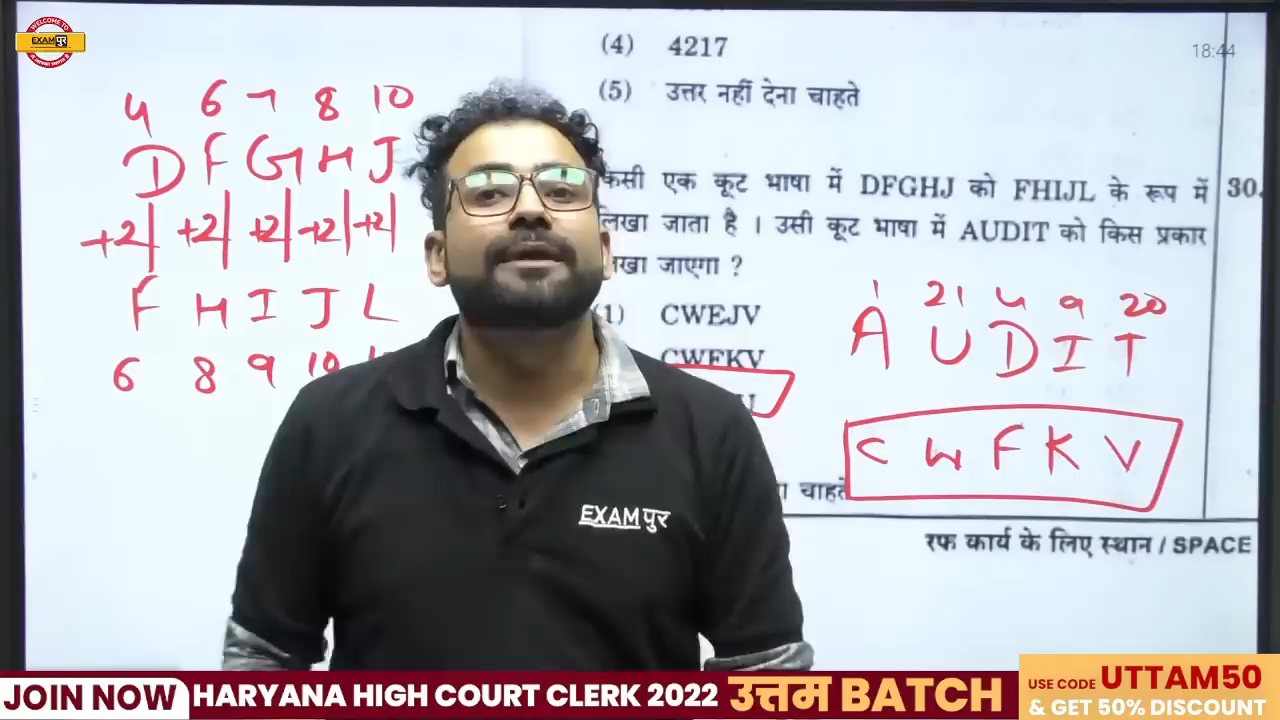 WELCOME TO
EXAMपुर
18:44
(4) 4217
(5) उत्तर नहीं देना चाहते
4 6 7 8 10
D F G H J
+2 +2 +2 +2 +2
F H I J L
6 8 9 10
DFGHJ को FHIJL के रूप में
लिखा जाता है । उसी कूट भाषा में AUDIT को किस प्रकार
जाएगा ?
30.
CWEJV
CWFKV
1 21 4 9 20
A U D I T
C W F K V
चाहते
रफ कार्य के लिए स्थान / SPACE
EXAMपुर
JOIN NOW HARYANA HIGH COURT CLERK 2022 उत्तम BATCH
USE CODE UTTAM50
& GET 50% DISCOUNT